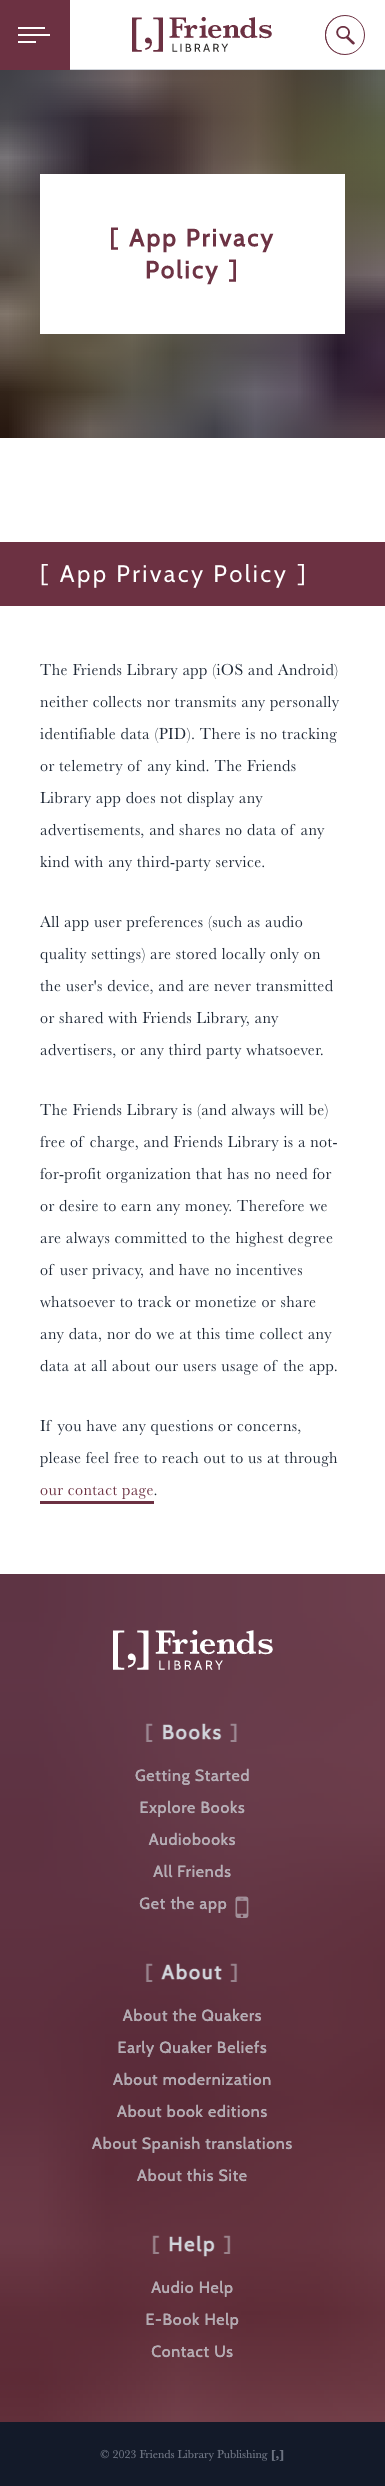 [,] Friends
LIBRARY
[ App Privacy
Policy ]
[ App Privacy Policy ]
The Friends Library app (iOS and Android)
neither collects nor transmits any personally
identifiable data (PID). There is no tracking
or telemetry of any kind. The Friends
Library app does not display any
advertisements, and shares no data of any
kind with any third-party service.
All app user preferences (such as audio
quality settings) are stored locally only on
the user's device, and are never transmitted
or shared with Friends Library, any
advertisers, or any third party whatsoever.
The Friends Library is (and always will be)
free of charge, and Friends Library is a not-
for-profit organization that has no need for
or desire to earn any money. Therefore we
are always committed to the highest degree
of user privacy, and have no incentives
whatsoever to track or monetize or share
any data, nor do we at this time collect any
data at all about our users usage of the app.
If you have any questions or concerns,
please feel free to reach out to us at through
our contact page.
[,] Friends
LIBRARY
[ Books ]
Getting Started
Explore Books
Audiobooks
All Friends
Get the app
[ About ]
About the Quakers
Early Quaker Beliefs
About modernization
About book editions
About Spanish translations
About this Site
[ Help ]
Audio Help
E-Book Help
Contact Us
© 2023 Friends Library Publishing [,]